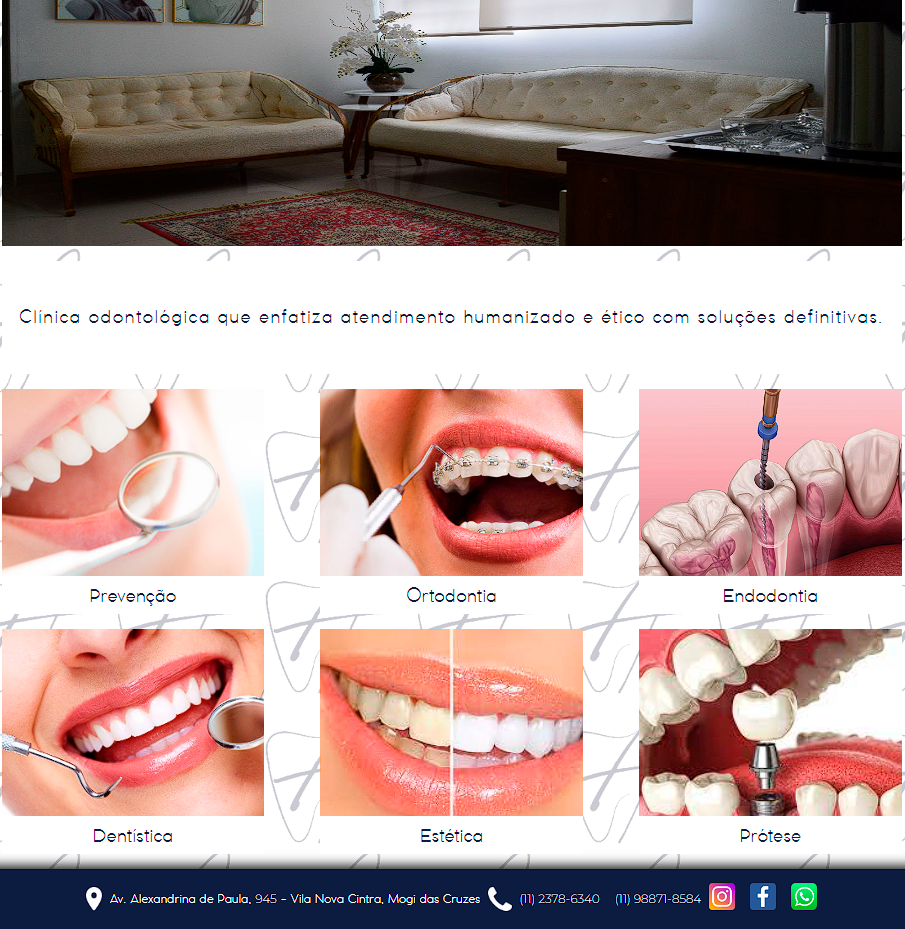 Clínica odontológica que enfatiza atendimento humanizado e ético com soluções definitivas.
Prevenção
Ortodontia
Endodontia
Dentística
Estética
Prótese
Av. Alexandrina de Paula, 945 - Vila Nova Cintra, Mogi das Cruzes
(11) 2378-6340
(11) 98871-8584